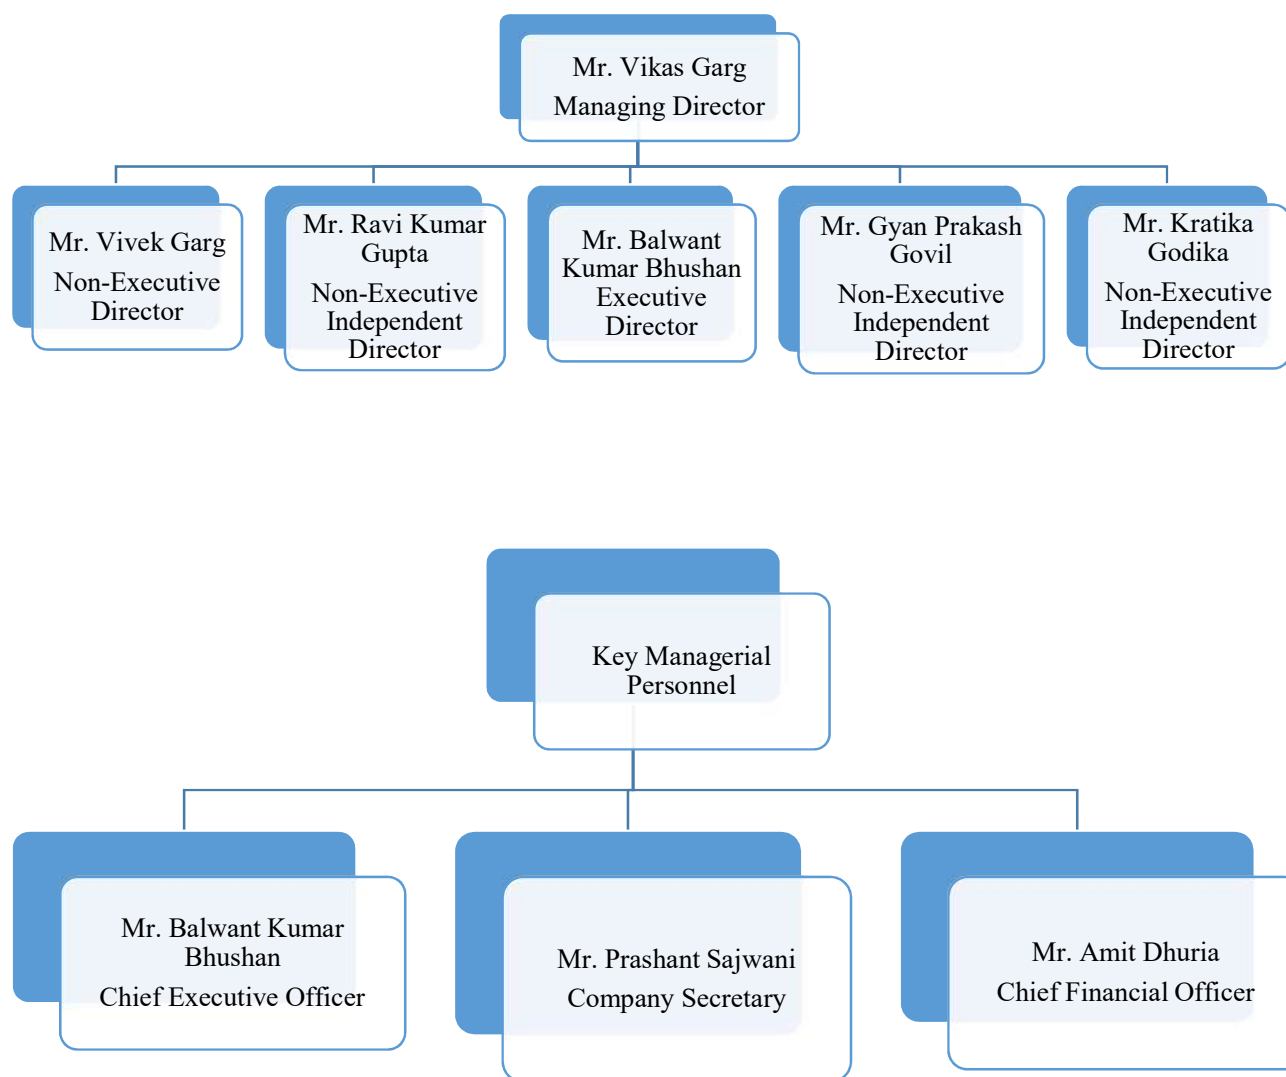 Mr. Vikas Garg
Managing Director
Mr. Vivek Garg
Non-Executive
Director
Mr. Ravi Kumar
Gupta
Non-Executive
Independent
Director
Mr. Balwant
Kumar Bhushan
Executive
Director
Mr. Gyan Prakash
Govil
Non-Executive
Independent
Director
Mr. Kratika
Godika
Non-Executive
Independent
Director
Key Managerial
Personnel
Mr. Balwant Kumar
Bhushan
Chief Executive Officer
Mr. Prashant Sajwani
Company Secretary
Mr. Amit Dhuria
Chief Financial Officer